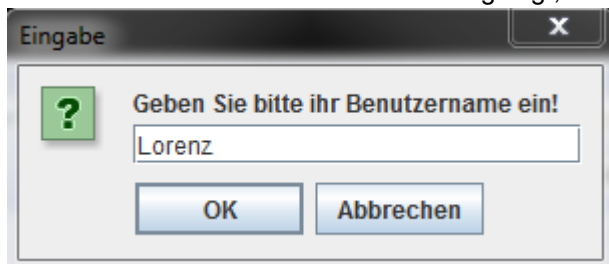 Eingabe
x
?
Geben Sie bitte ihr Benutzername ein!
Lorenz
OK Abbrechen